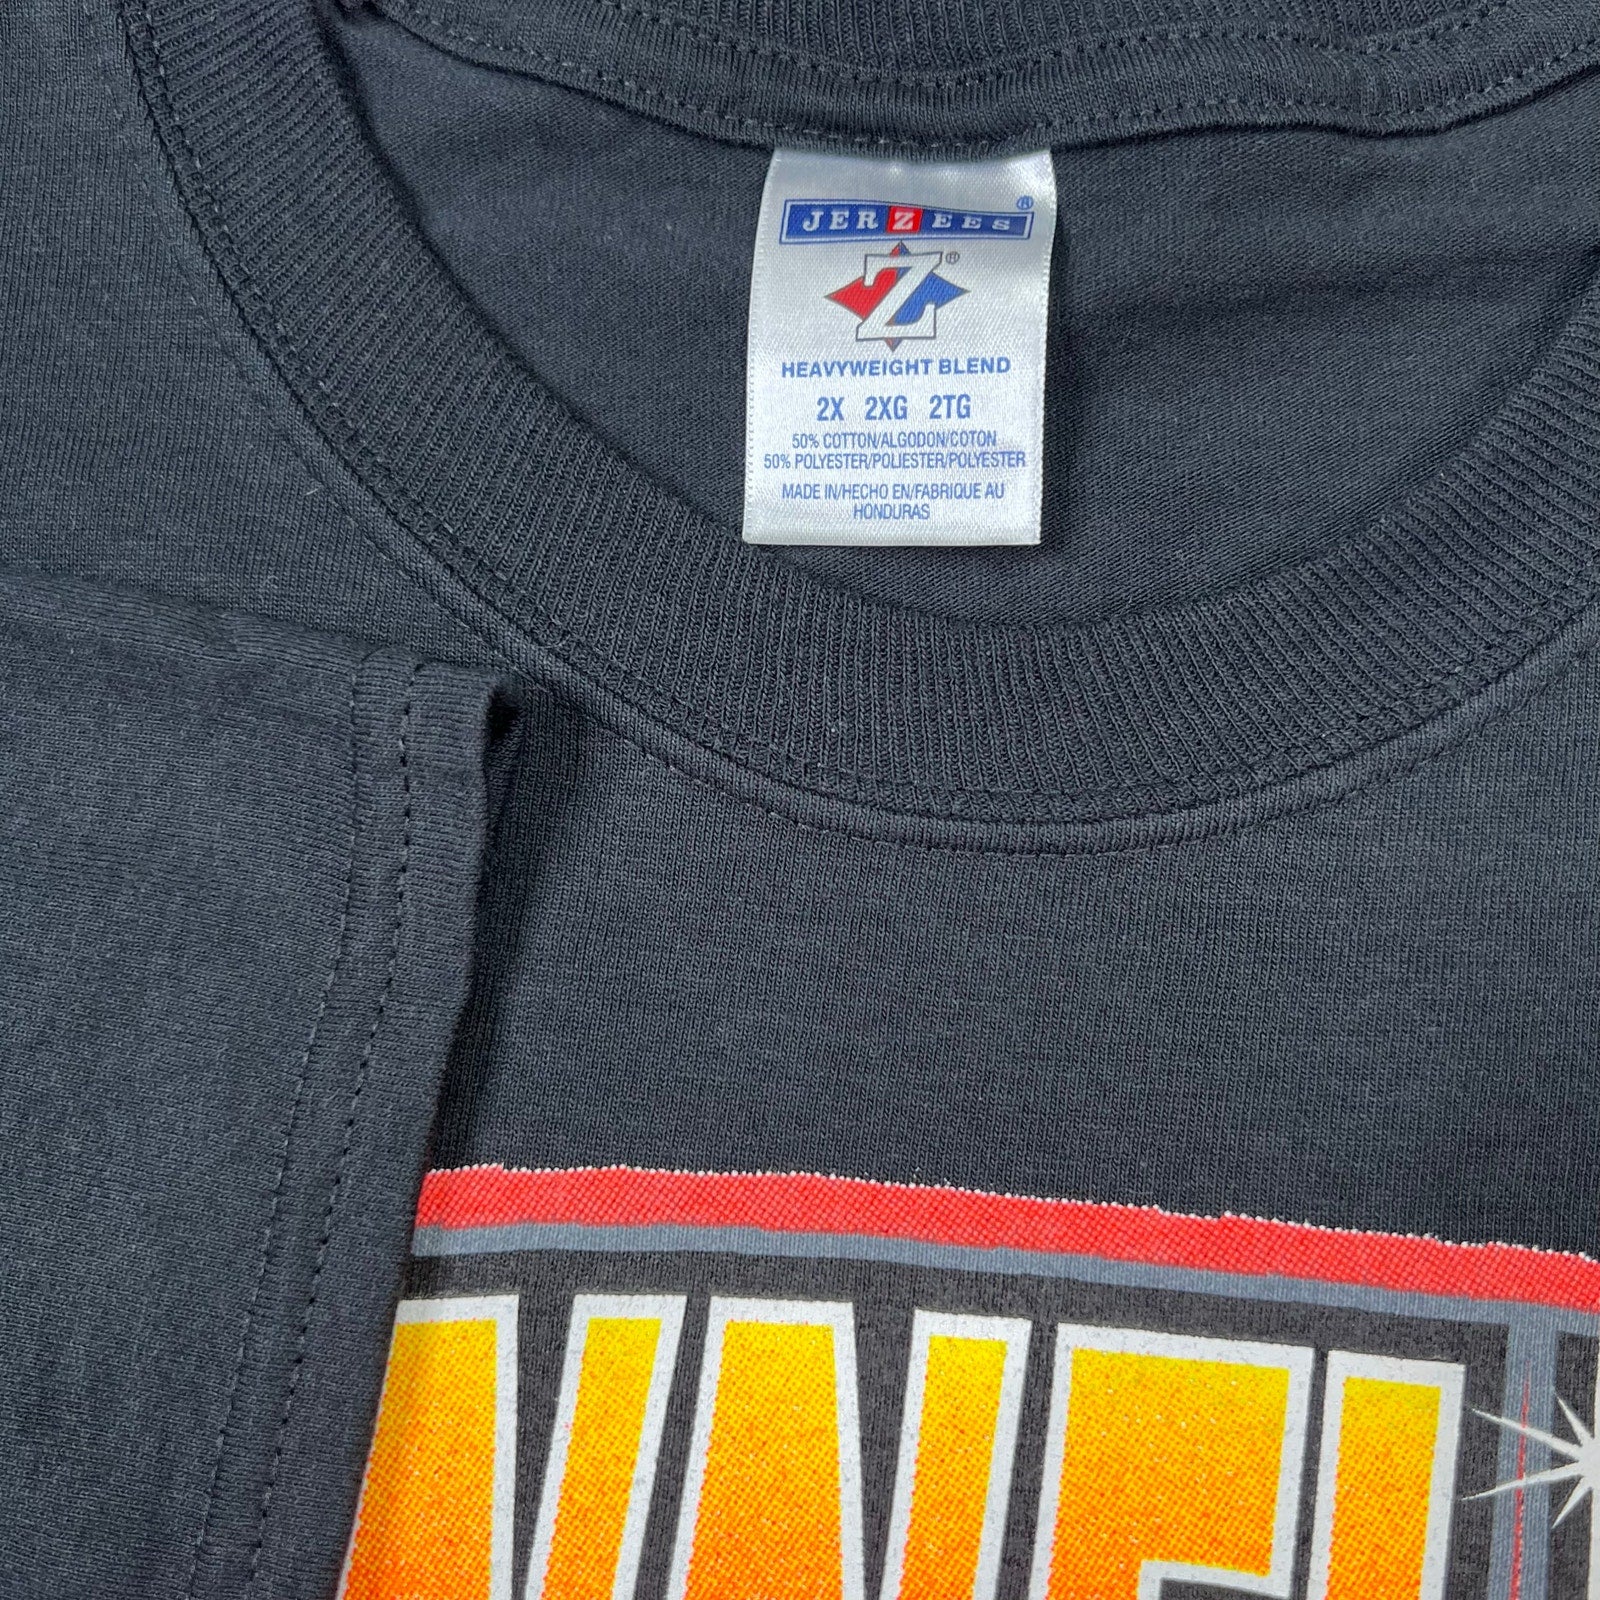 JERZEES®
Z®
HEAVYWEIGHT BLEND
2X 2XG 2TG
50% COTTON/ALGODON/COTON
50% POLYESTER/POLIESTER/POLYESTER
MADE IN/HECHO EN/FABRIQUE AU
HONDURAS